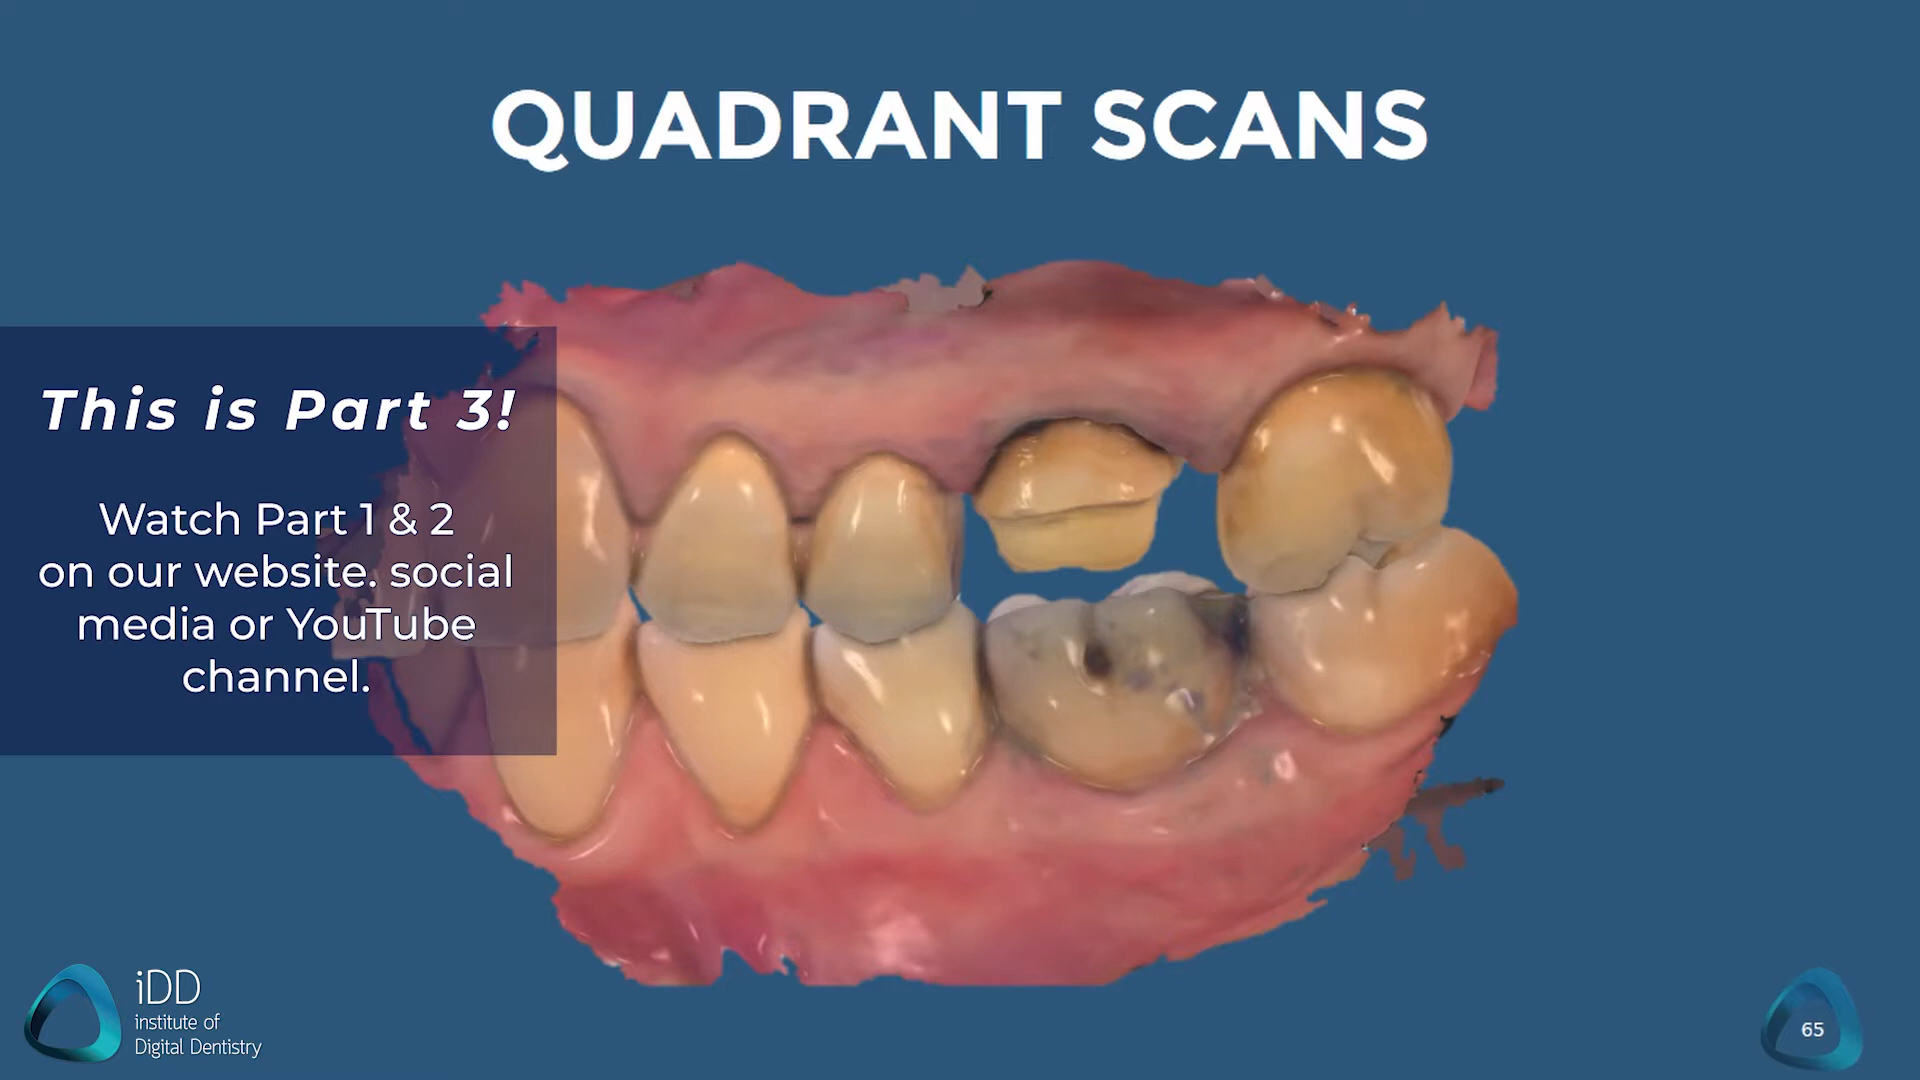 QUADRANT SCANS
This is Part 3!
Watch Part 1 & 2
on our website. social
media or YouTube
channel.
iDD
institute of
Digital Dentistry
65